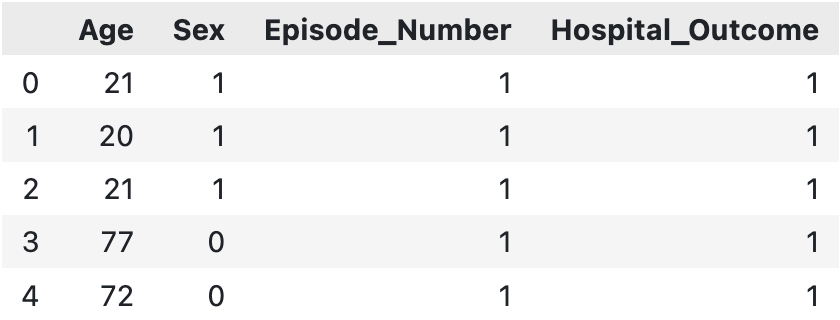 Age Sex Episode_Number Hospital_Outcome
0 21 1 1 1
1 20 1 1 1
2 21 1 1 1
3 77 0 1 1
4 72 0 1 1